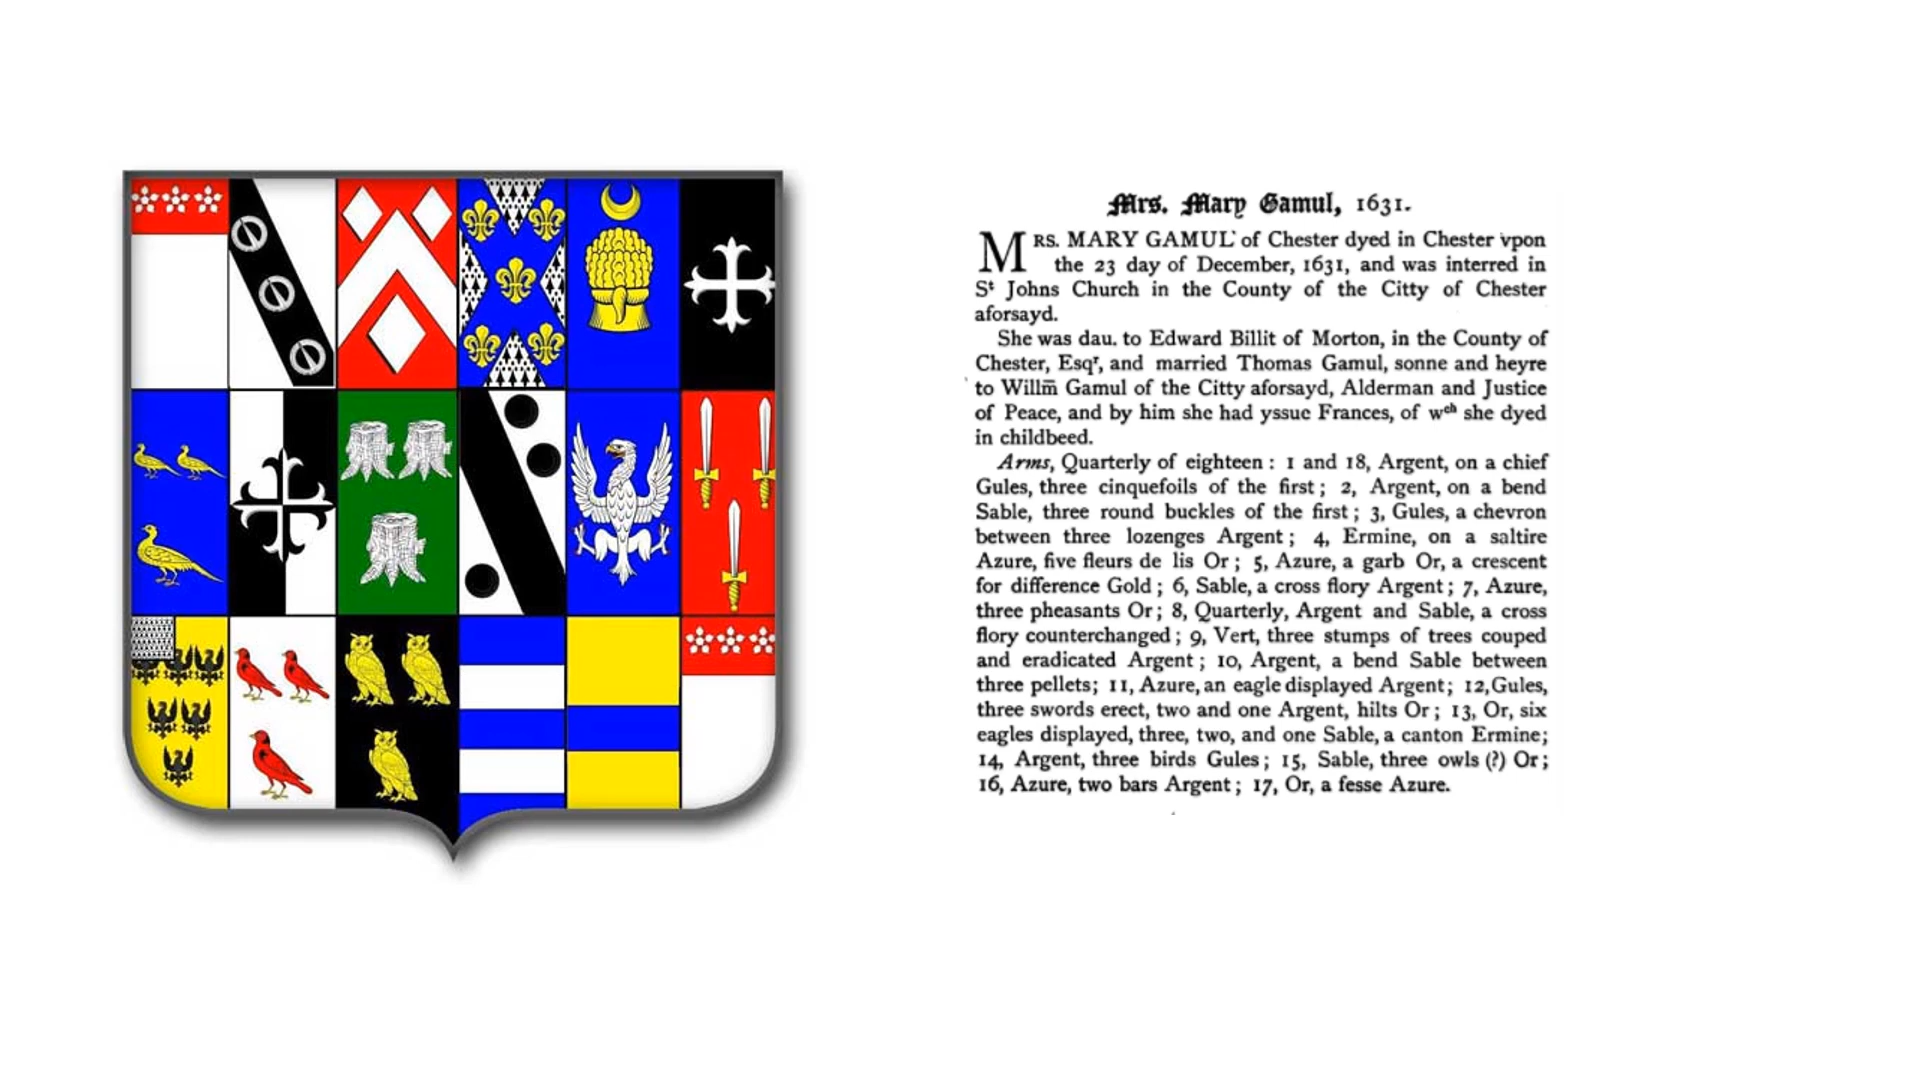 Mrs. Mary Gamul, 1631.
MRS. MARY GAMUL of Chester dyed in Chester vpon
the 23 day of December, 1631, and was interred in
Sᵗ Johns Church in the County of the Citty of Chester
aforsayd.
She was dau. to Edward Billit of Morton, in the County of
Chester, Esqʳ, and married Thomas Gamul, sonne and heyre
to Willm̄ Gamul of the Citty aforsayd, Alderman and Justice
of Peace, and by him she had yssue Frances, of wᶜʰ she dyed
in childbeed.
Arms, Quarterly of eighteen : 1 and 18, Argent, on a chief
Gules, three cinquefoils of the first ; 2, Argent, on a bend
Sable, three round buckles of the first ; 3, Gules, a chevron
between three lozenges Argent ; 4, Ermine, on a saltire
Azure, five fleurs de lis Or ; 5, Azure, a garb Or, a crescent
for difference Gold ; 6, Sable, a cross flory Argent ; 7, Azure,
three pheasants Or ; 8, Quarterly, Argent and Sable, a cross
flory counterchanged ; 9, Vert, three stumps of trees couped
and eradicated Argent ; 10, Argent, a bend Sable between
three pellets; 11, Azure, an eagle displayed Argent; 12, Gules,
three swords erect, two and one Argent, hilts Or ; 13, Or, six
eagles displayed, three, two, and one Sable, a canton Ermine;
14, Argent, three birds Gules ; 15, Sable, three owls (?) Or ;
16, Azure, two bars Argent ; 17, Or, a fesse Azure.